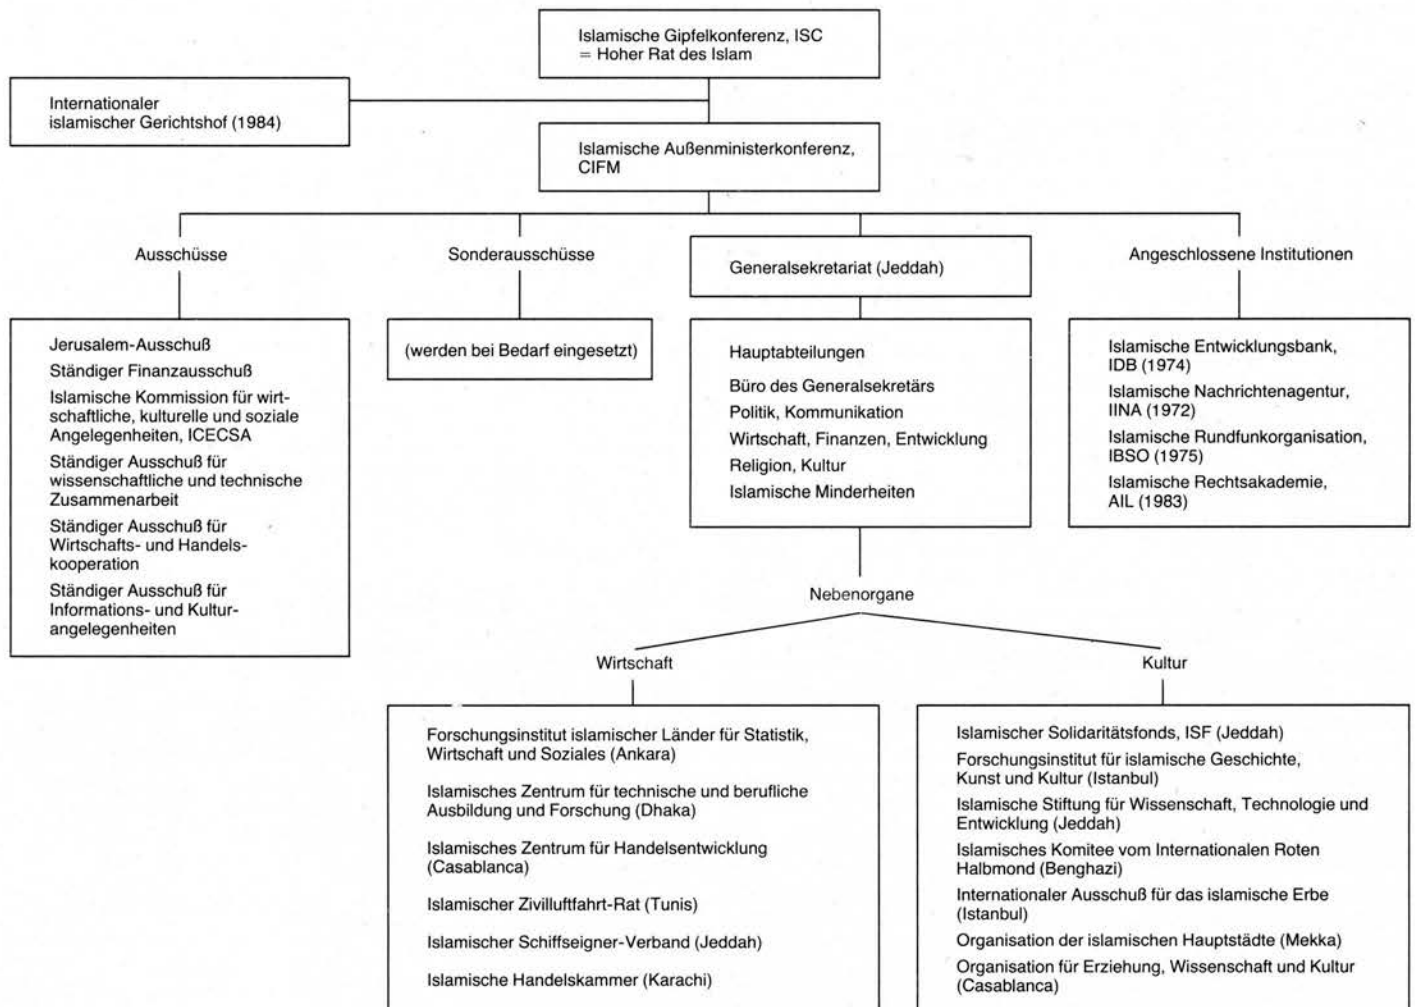 Islamische Gipfelkonferenz, ISC
= Hoher Rat des Islam
Internationaler
islamischer Gerichtshof (1984)
Islamische Außenministerkonferenz,
CIFM
Ausschüsse
Sonderausschüsse
Generalsekretariat (Jeddah)
Angeschlossene Institutionen
Jerusalem-Ausschuß
Ständiger Finanzausschuß
Islamische Kommission für wirt-
schaftliche, kulturelle und soziale
Angelegenheiten, ICECSA
Ständiger Ausschuß für
wissenschaftliche und technische
Zusammenarbeit
Ständiger Ausschuß für
Wirtschafts- und Handels-
kooperation
Ständiger Ausschuß für
Informations- und Kultur-
angelegenheiten
(werden bei Bedarf eingesetzt)
Hauptabteilungen
Büro des Generalsekretärs
Politik, Kommunikation
Wirtschaft, Finanzen, Entwicklung
Religion, Kultur
Islamische Minderheiten
Islamische Entwicklungsbank,
IDB (1974)
Islamische Nachrichtenagentur,
IINA (1972)
Islamische Rundfunkorganisation,
IBSO (1975)
Islamische Rechtsakademie,
AIL (1983)
Nebenorgane
Wirtschaft
Kultur
Forschungsinstitut islamischer Länder für Statistik,
Wirtschaft und Soziales (Ankara)
Islamisches Zentrum für technische und berufliche
Ausbildung und Forschung (Dhaka)
Islamisches Zentrum für Handelsentwicklung
(Casablanca)
Islamischer Zivilluftfahrt-Rat (Tunis)
Islamischer Schiffseigner-Verband (Jeddah)
Islamische Handelskammer (Karachi)
Islamischer Solidaritätsfonds, ISF (Jeddah)
Forschungsinstitut für islamische Geschichte,
Kunst und Kultur (Istanbul)
Islamische Stiftung für Wissenschaft, Technologie und
Entwicklung (Jeddah)
Islamisches Komitee vom Internationalen Roten
Halbmond (Benghazi)
Internationaler Ausschuß für das islamische Erbe
(Istanbul)
Organisation der islamischen Hauptstädte (Mekka)
Organisation für Erziehung, Wissenschaft und Kultur
(Casablanca)